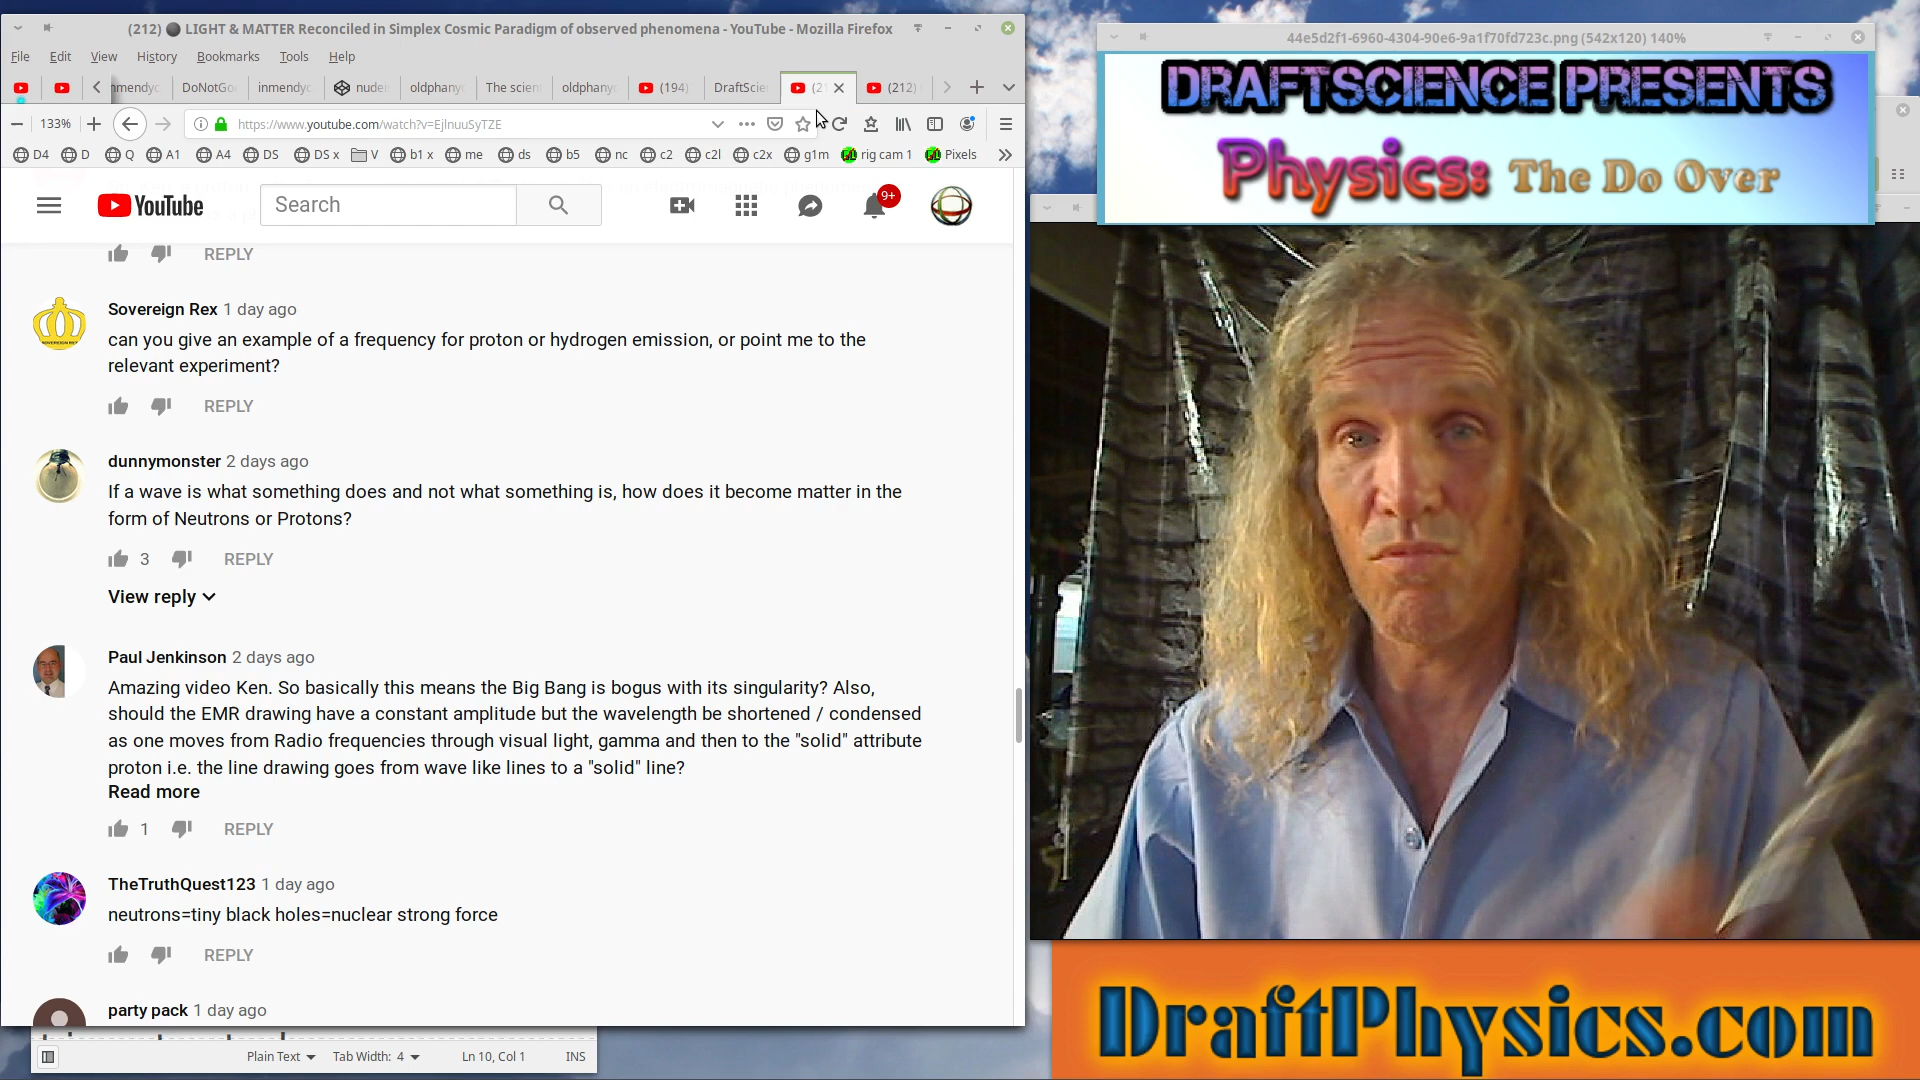 (212) LIGHT & MATTER Reconciled in Simplex Cosmic Paradigm of observed phenomena - YouTube - Mozilla Firefox
File Edit View History Bookmarks Tools Help
DoNotGo inmendyc nudei oldphany The scien oldphany (194) DraftScie (21 (212)
133% https://www.youtube.com/watch?v=EjlnuuSyTZE
D4 D Q A1 A4 DS DS x V b1 x me ds b5 nc c2 c2l c2x g1m rig cam 1 Pixels
YouTube Search 9+
REPLY
Sovereign Rex 1 day ago
can you give an example of a frequency for proton or hydrogen emission, or point me to the
relevant experiment?
REPLY
dunnymonster 2 days ago
If a wave is what something does and not what something is, how does it become matter in the
form of Neutrons or Protons?
3 REPLY
View reply
Paul Jenkinson 2 days ago
Amazing video Ken. So basically this means the Big Bang is bogus with its singularity? Also,
should the EMR drawing have a constant amplitude but the wavelength be shortened / condensed
as one moves from Radio frequencies through visual light, gamma and then to the "solid" attribute
proton i.e. the line drawing goes from wave like lines to a "solid" line?
Read more
1 REPLY
TheTruthQuest123 1 day ago
neutrons=tiny black holes=nuclear strong force
REPLY
party pack 1 day ago
Plain Text Tab Width: 4 Ln 10, Col 1 INS
44e5d2f1-6960-4304-90e6-9a1f70fd723c.png (542x120) 140%
DRAFTSCIENCE PRESENTS
Physics: The Do Over
DraftPhysics.com